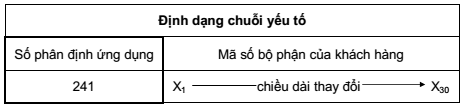 Định dạng chuỗi yếu tố
Số phân định ứng dụng Mã số bộ phận của khách hàng
241 X1 chiều dài thay đổi X30